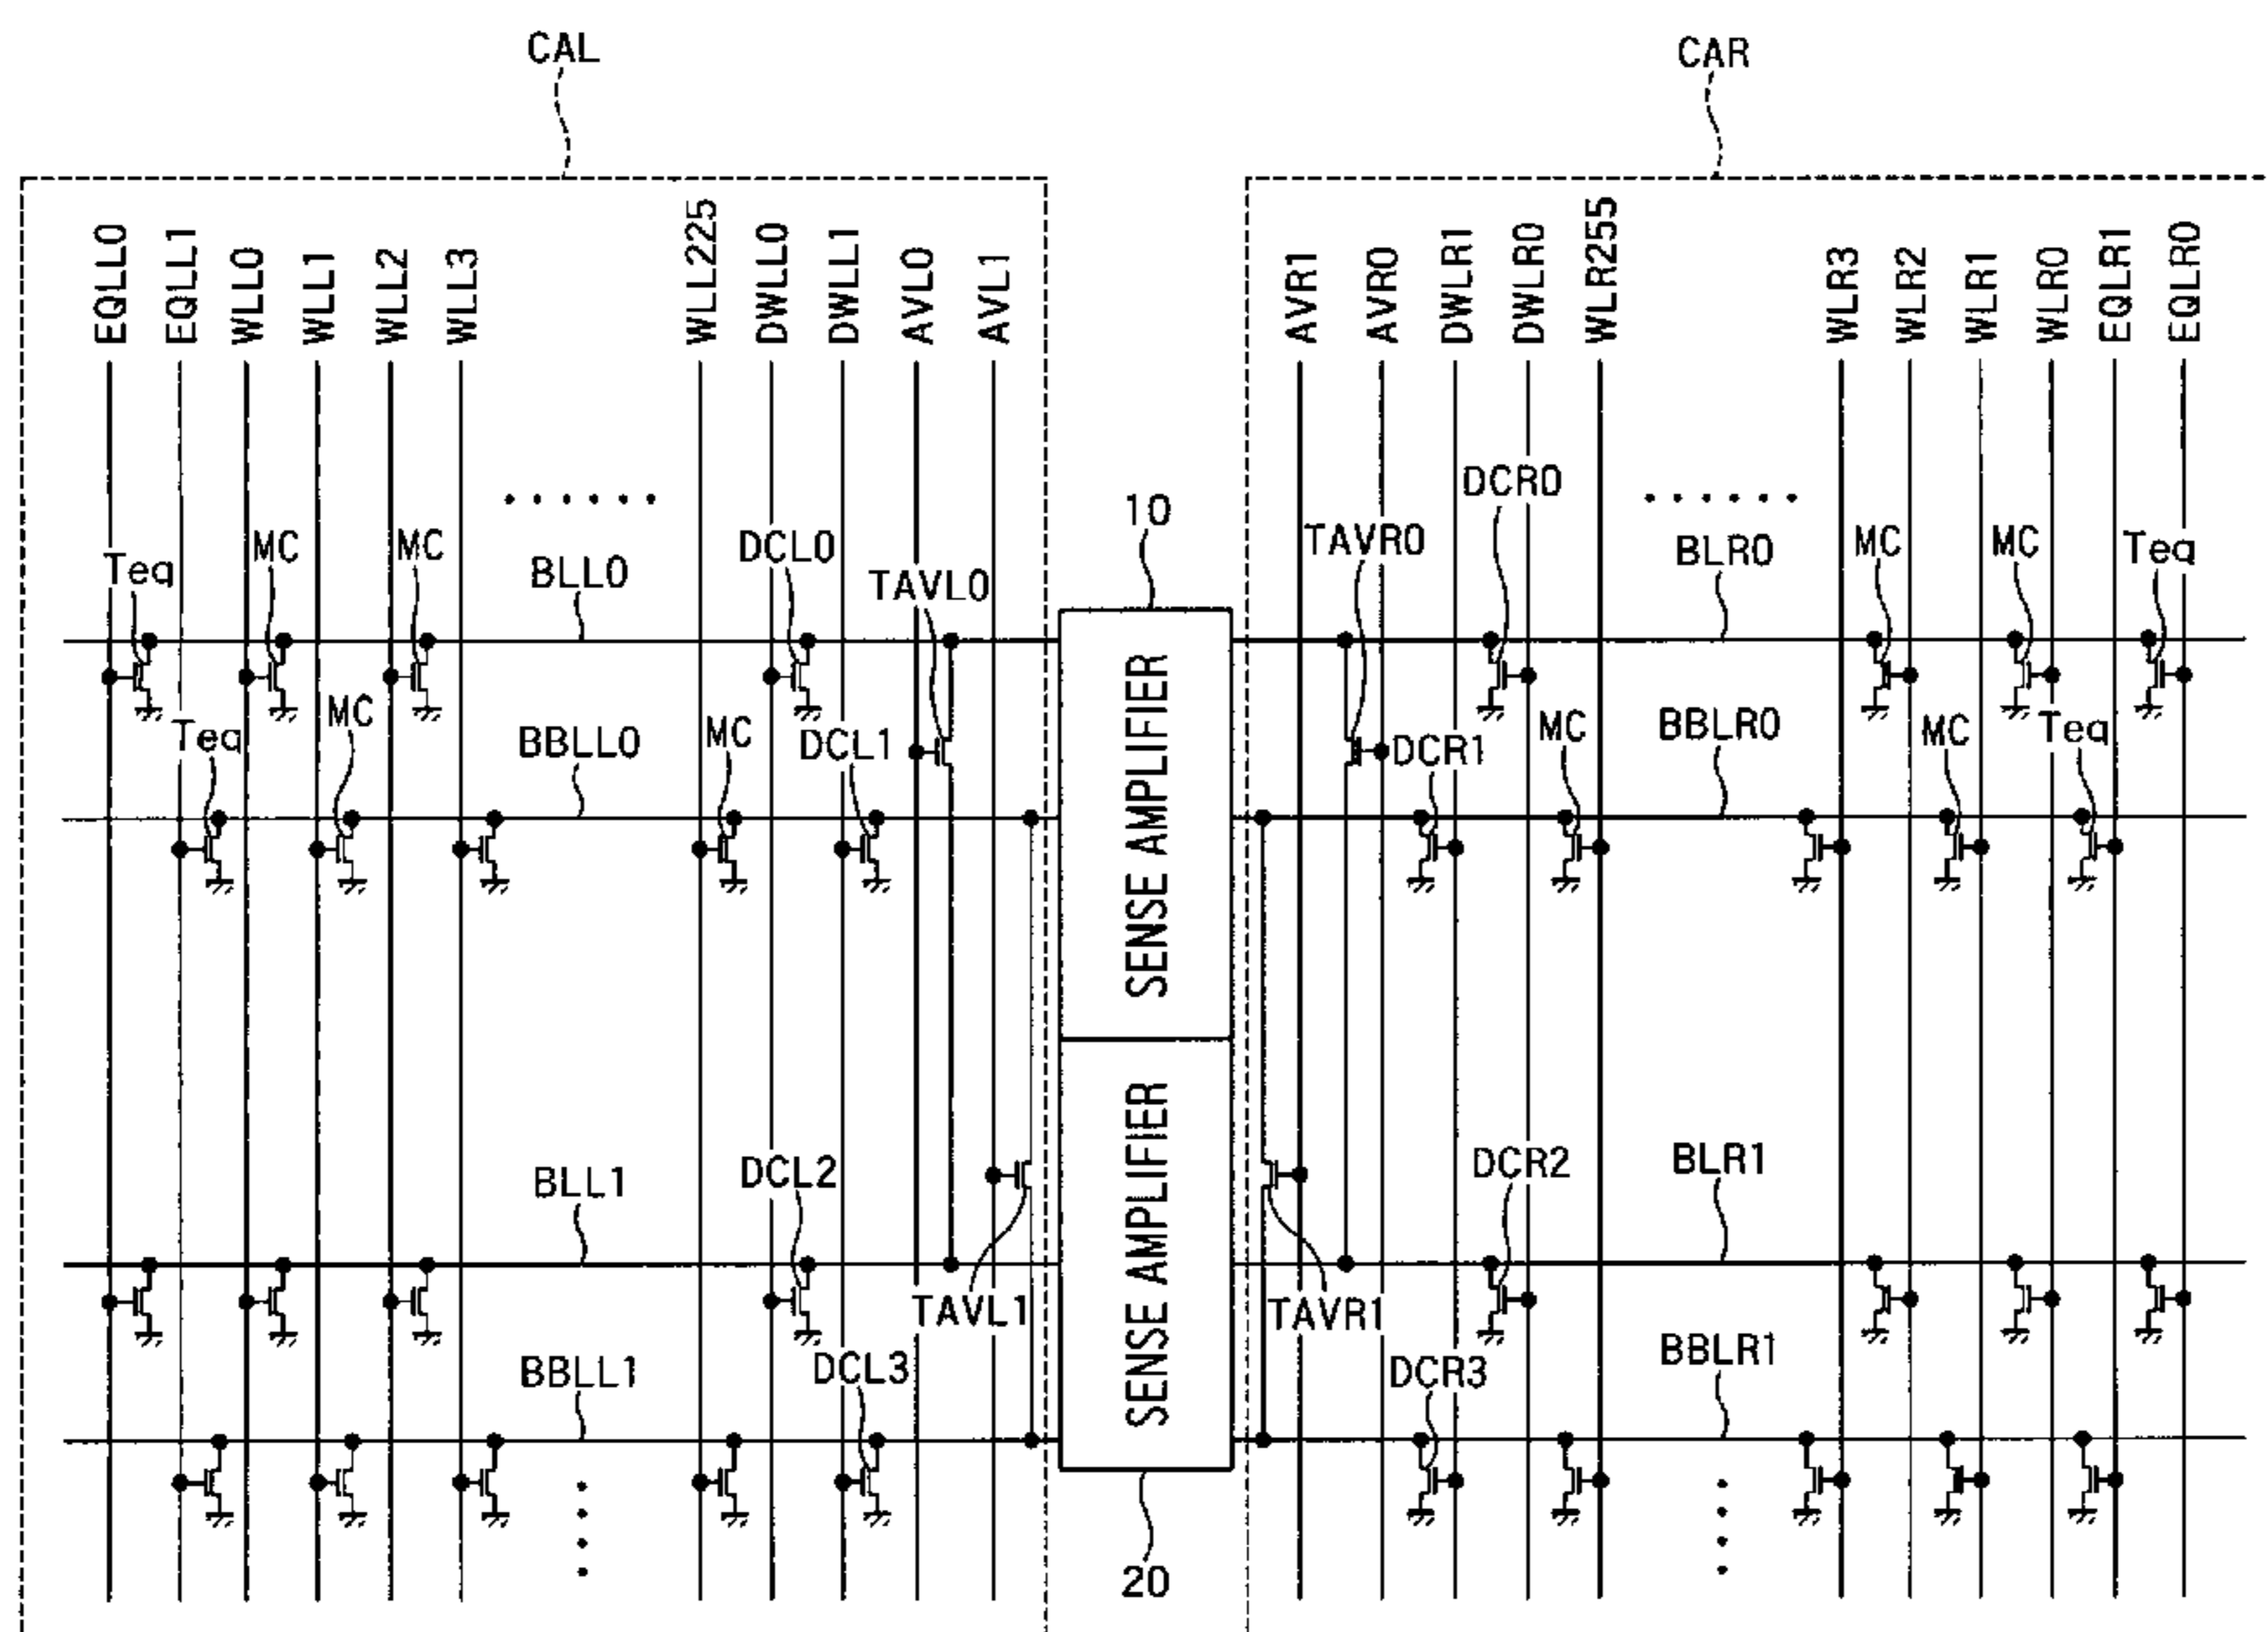 CAL
CAR
EQLL0
EQLL1
WLL0
WLL1
WLL2
WLL3
WLL225
DWLL0
DWLL1
AVL0
AVL1
AVR1
AVR0
DWLR1
DWLR0
WLR255
WLR3
WLR2
WLR1
WLR0
EQLR1
EQLR0
Teq
MC
MC
BLL0
DCL0
TAVL0
10
TAVR0
DCR0
BLR0
MC
MC
Teq
Teq
MC
BBLL0
MC
DCL1
SENSE AMPLIFIER
DCR1
MC
BBLR0
MC
Teq
BLL1
DCL2
TAVL1
SENSE AMPLIFIER
TAVR1
DCR2
BLR1
BBLL1
DCL3
DCR3
BBLR1
20